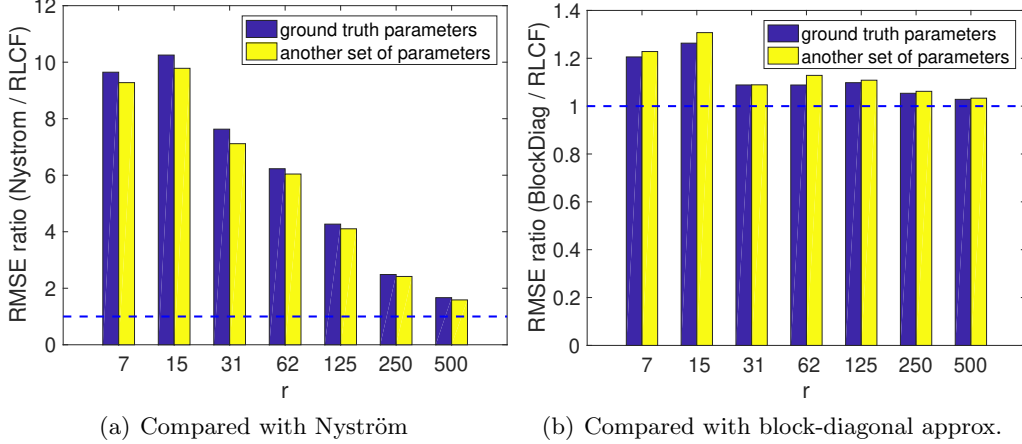 ground truth parameters
another set of parameters
RMSE ratio (Nystrom / RLCF)
12
10
8
6
4
2
0
7 15 31 62 125 250 500
r
(a) Compared with Nyström
ground truth parameters
another set of parameters
RMSE ratio (BlockDiag / RLCF)
1.4
1.2
1
0.8
0.6
0.4
0.2
0
7 15 31 62 125 250 500
r
(b) Compared with block-diagonal approx.